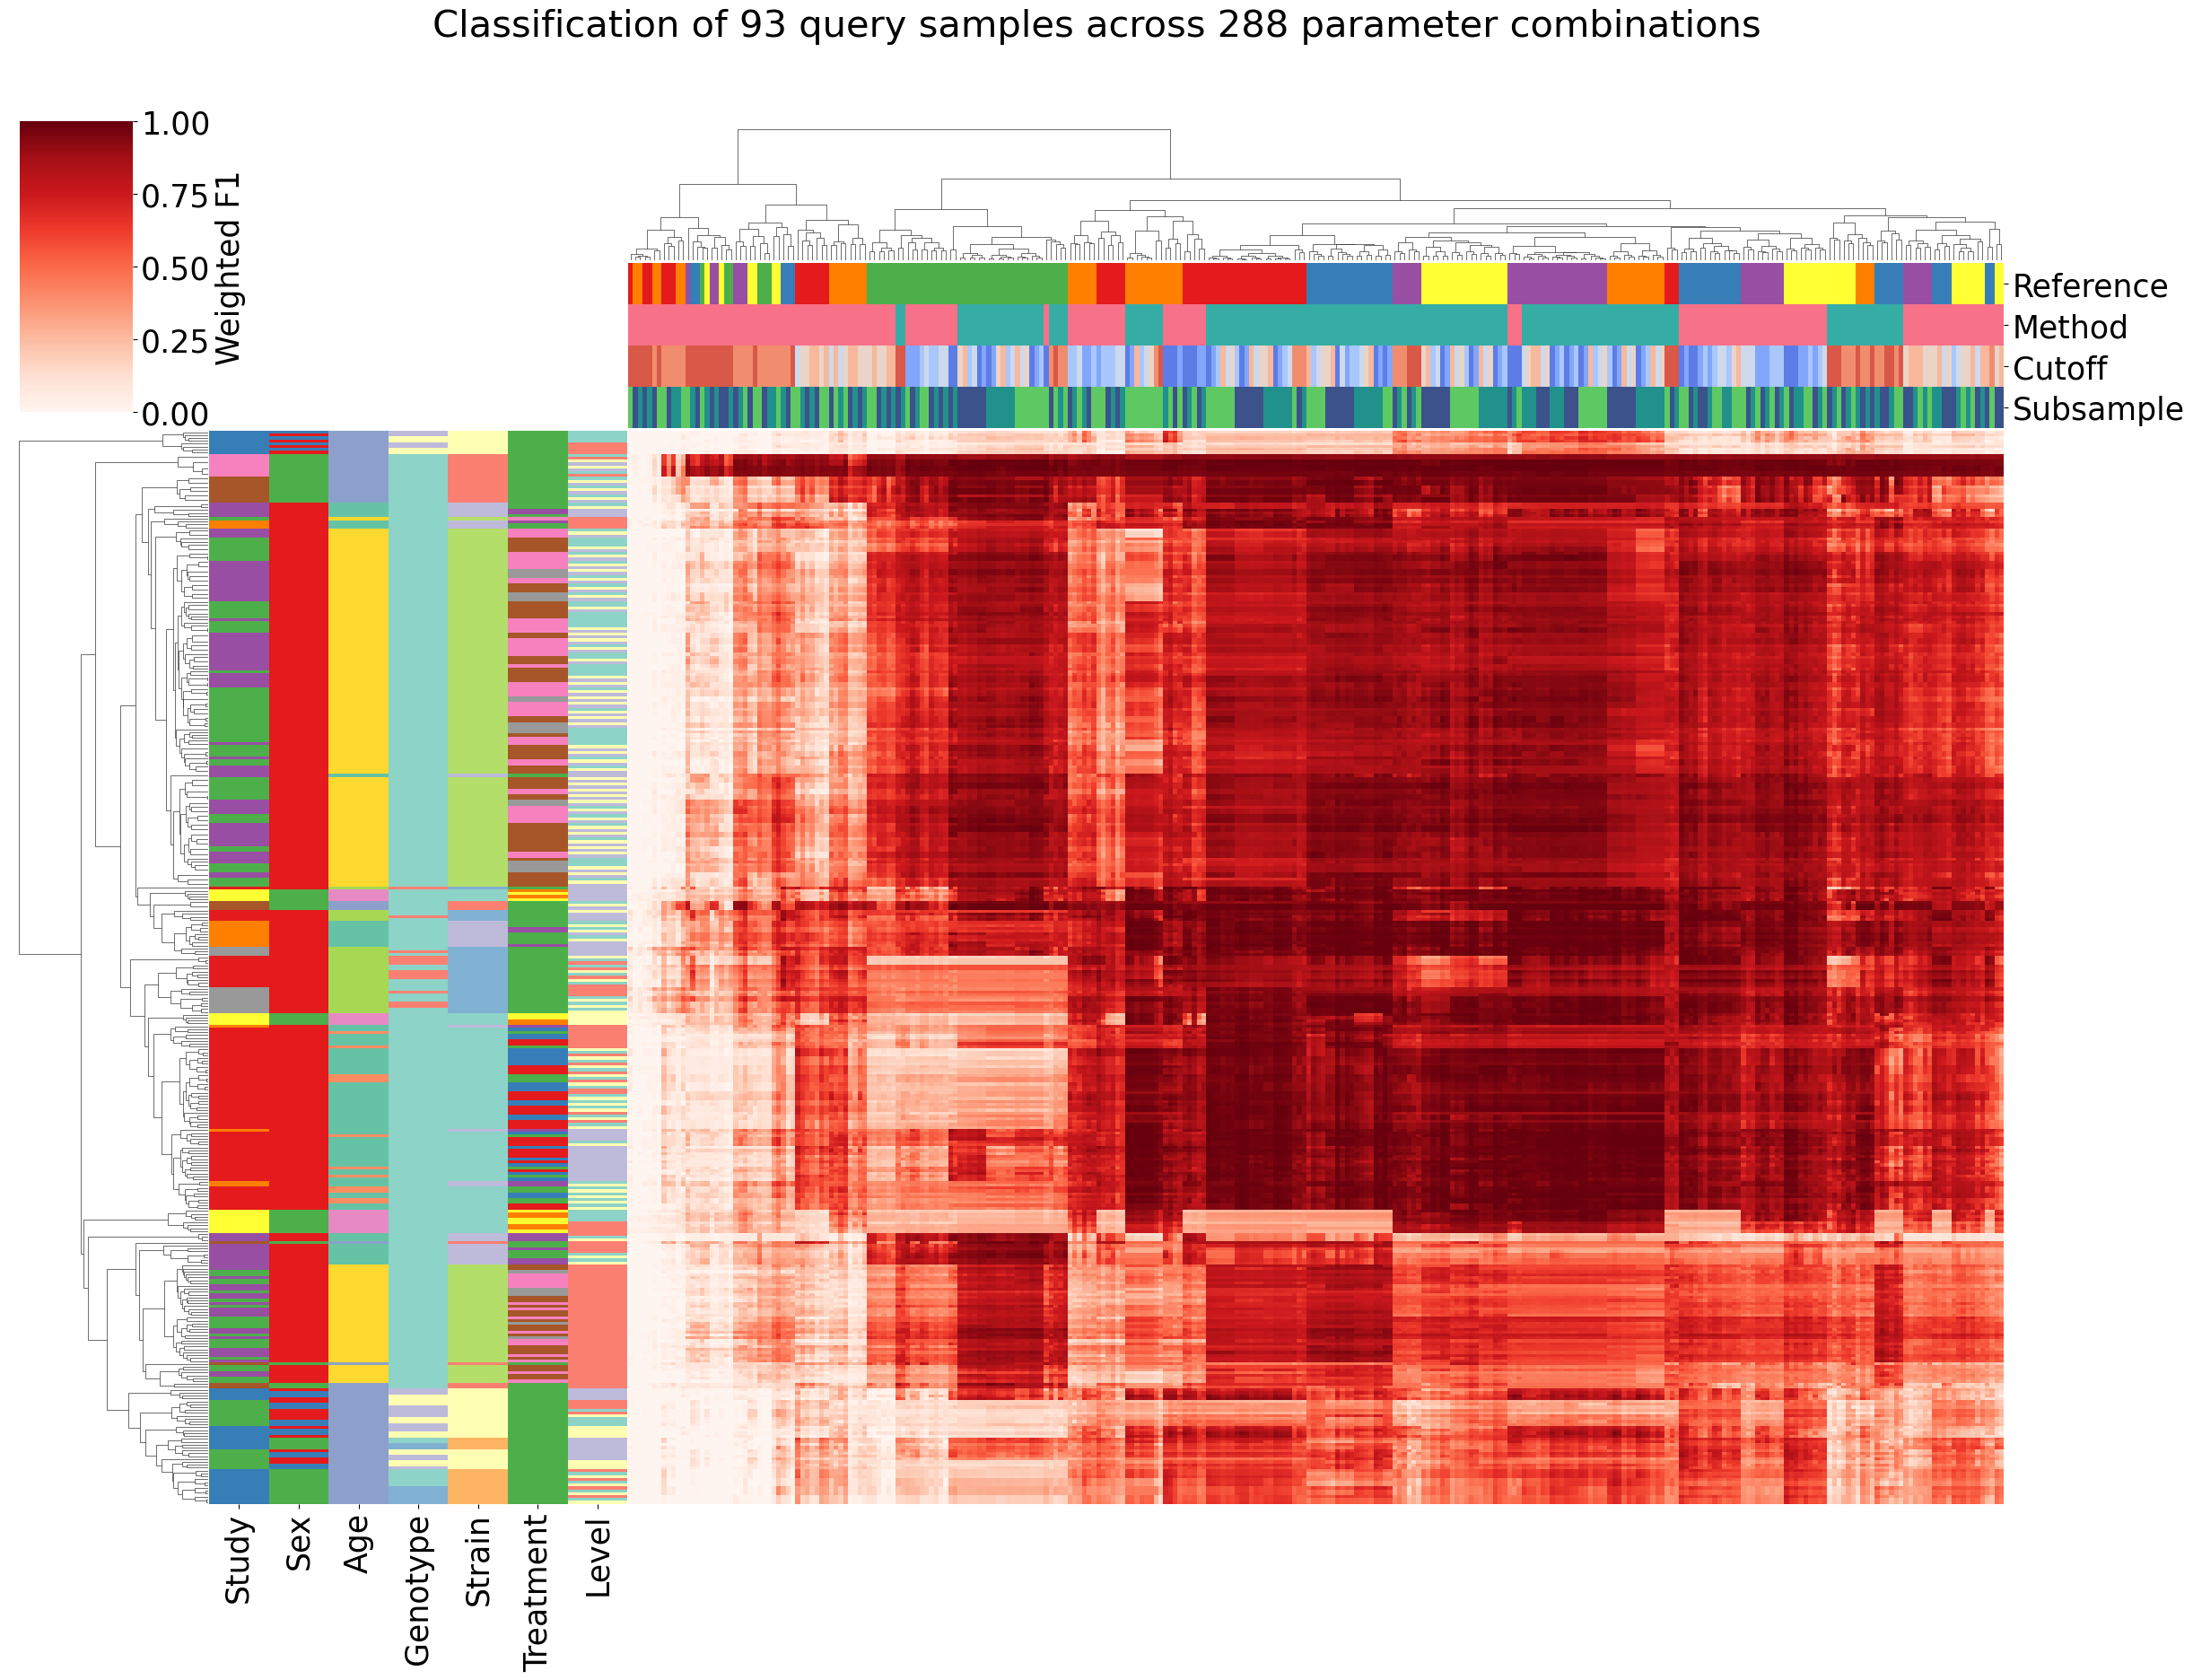 Classification of 93 query samples across 288 parameter combinations
1.00
0.75
0.50
0.25
0.00
Weighted F1
Reference
Method
Cutoff
Subsample
Study
Sex
Age
Genotype
Strain
Treatment
Level